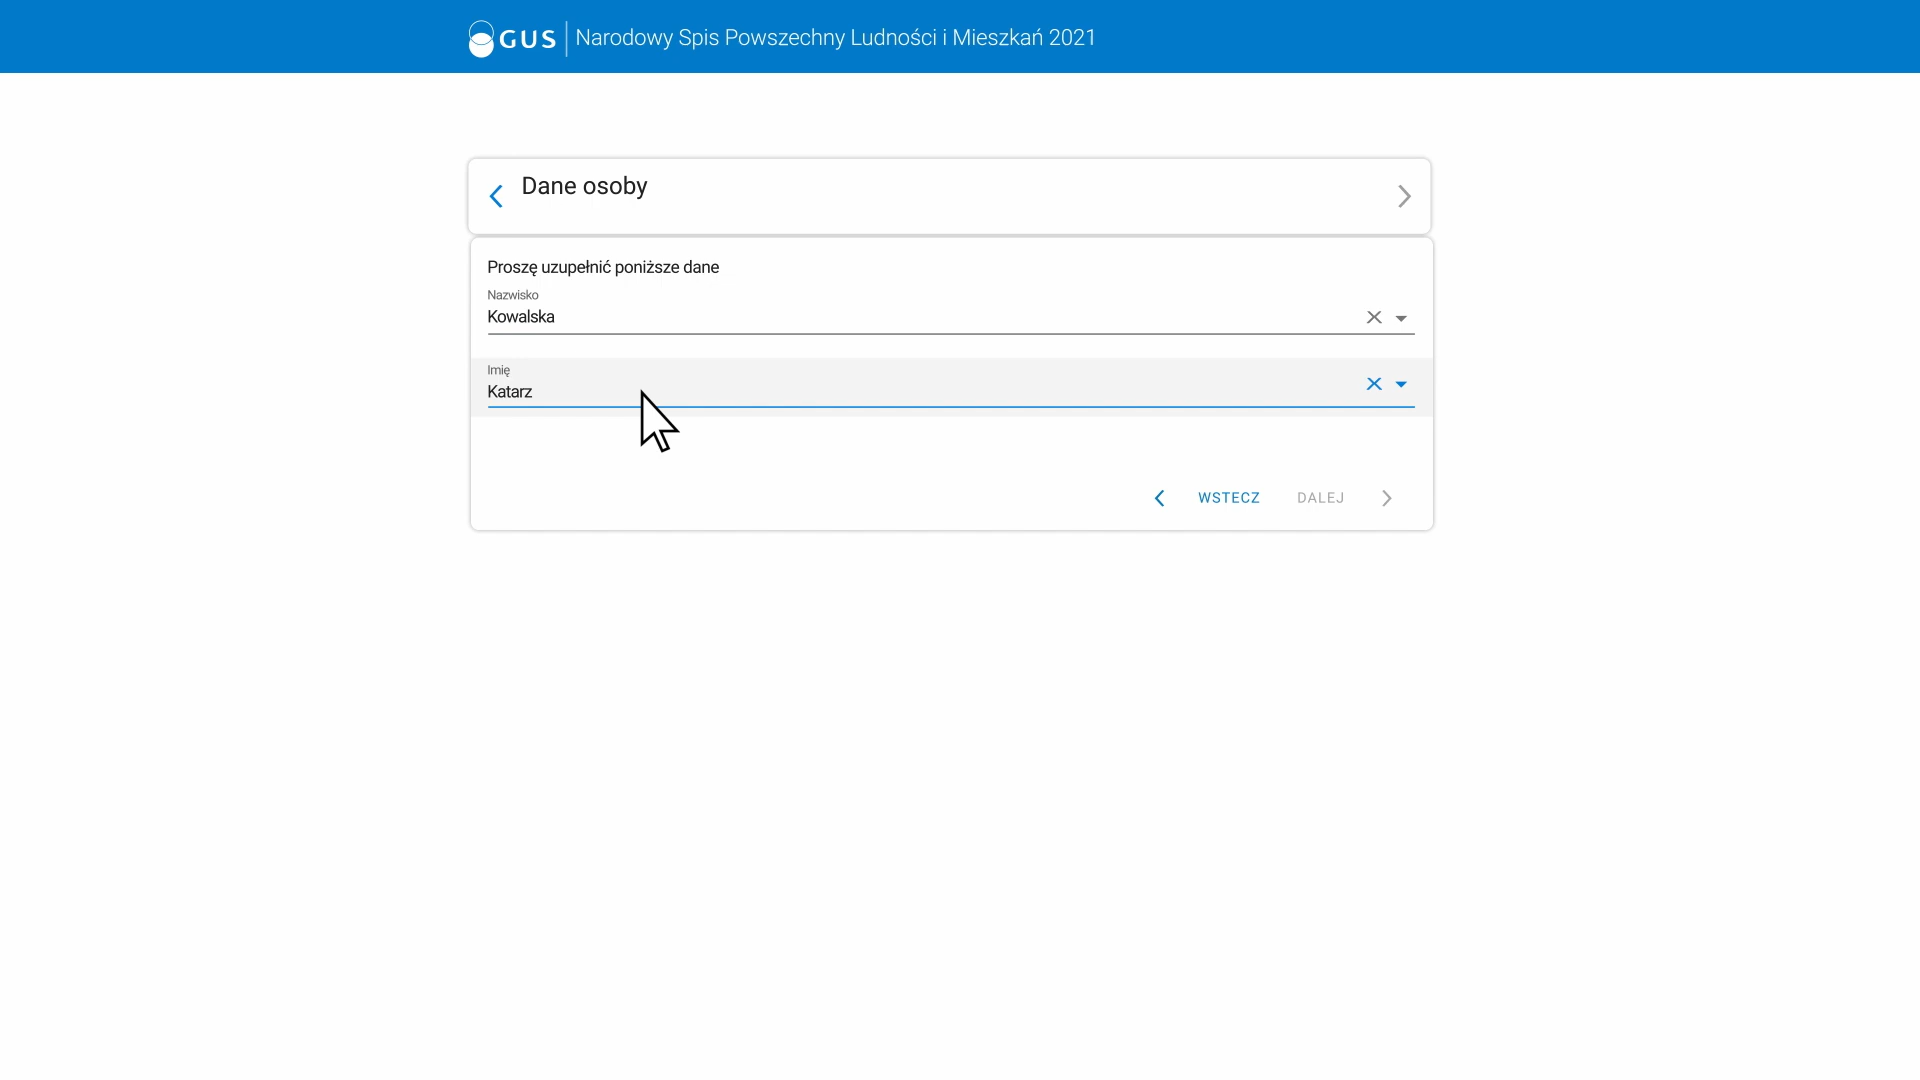 GUS Narodowy Spis Powszechny Ludności i Mieszkań 2021
Dane osoby
Proszę uzupełnić poniższe dane
Nazwisko
Kowalska
Imię
Katarz
WSTECZ DALEJ